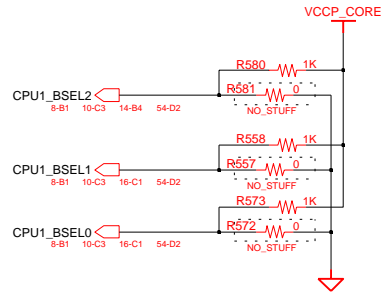 VCCP_CORE
R580 1K
R581 0
CPU1_BSEL2
8-B1 10-C3 14-B4 54-D2
NO_STUFF
R558 1K
R557 0
CPU1_BSEL1
8-B1 10-C3 16-C1 54-D2
NO_STUFF
R573 1K
R572 0
CPU1_BSEL0
8-B1 10-C3 16-C1 54-D2
NO_STUFF